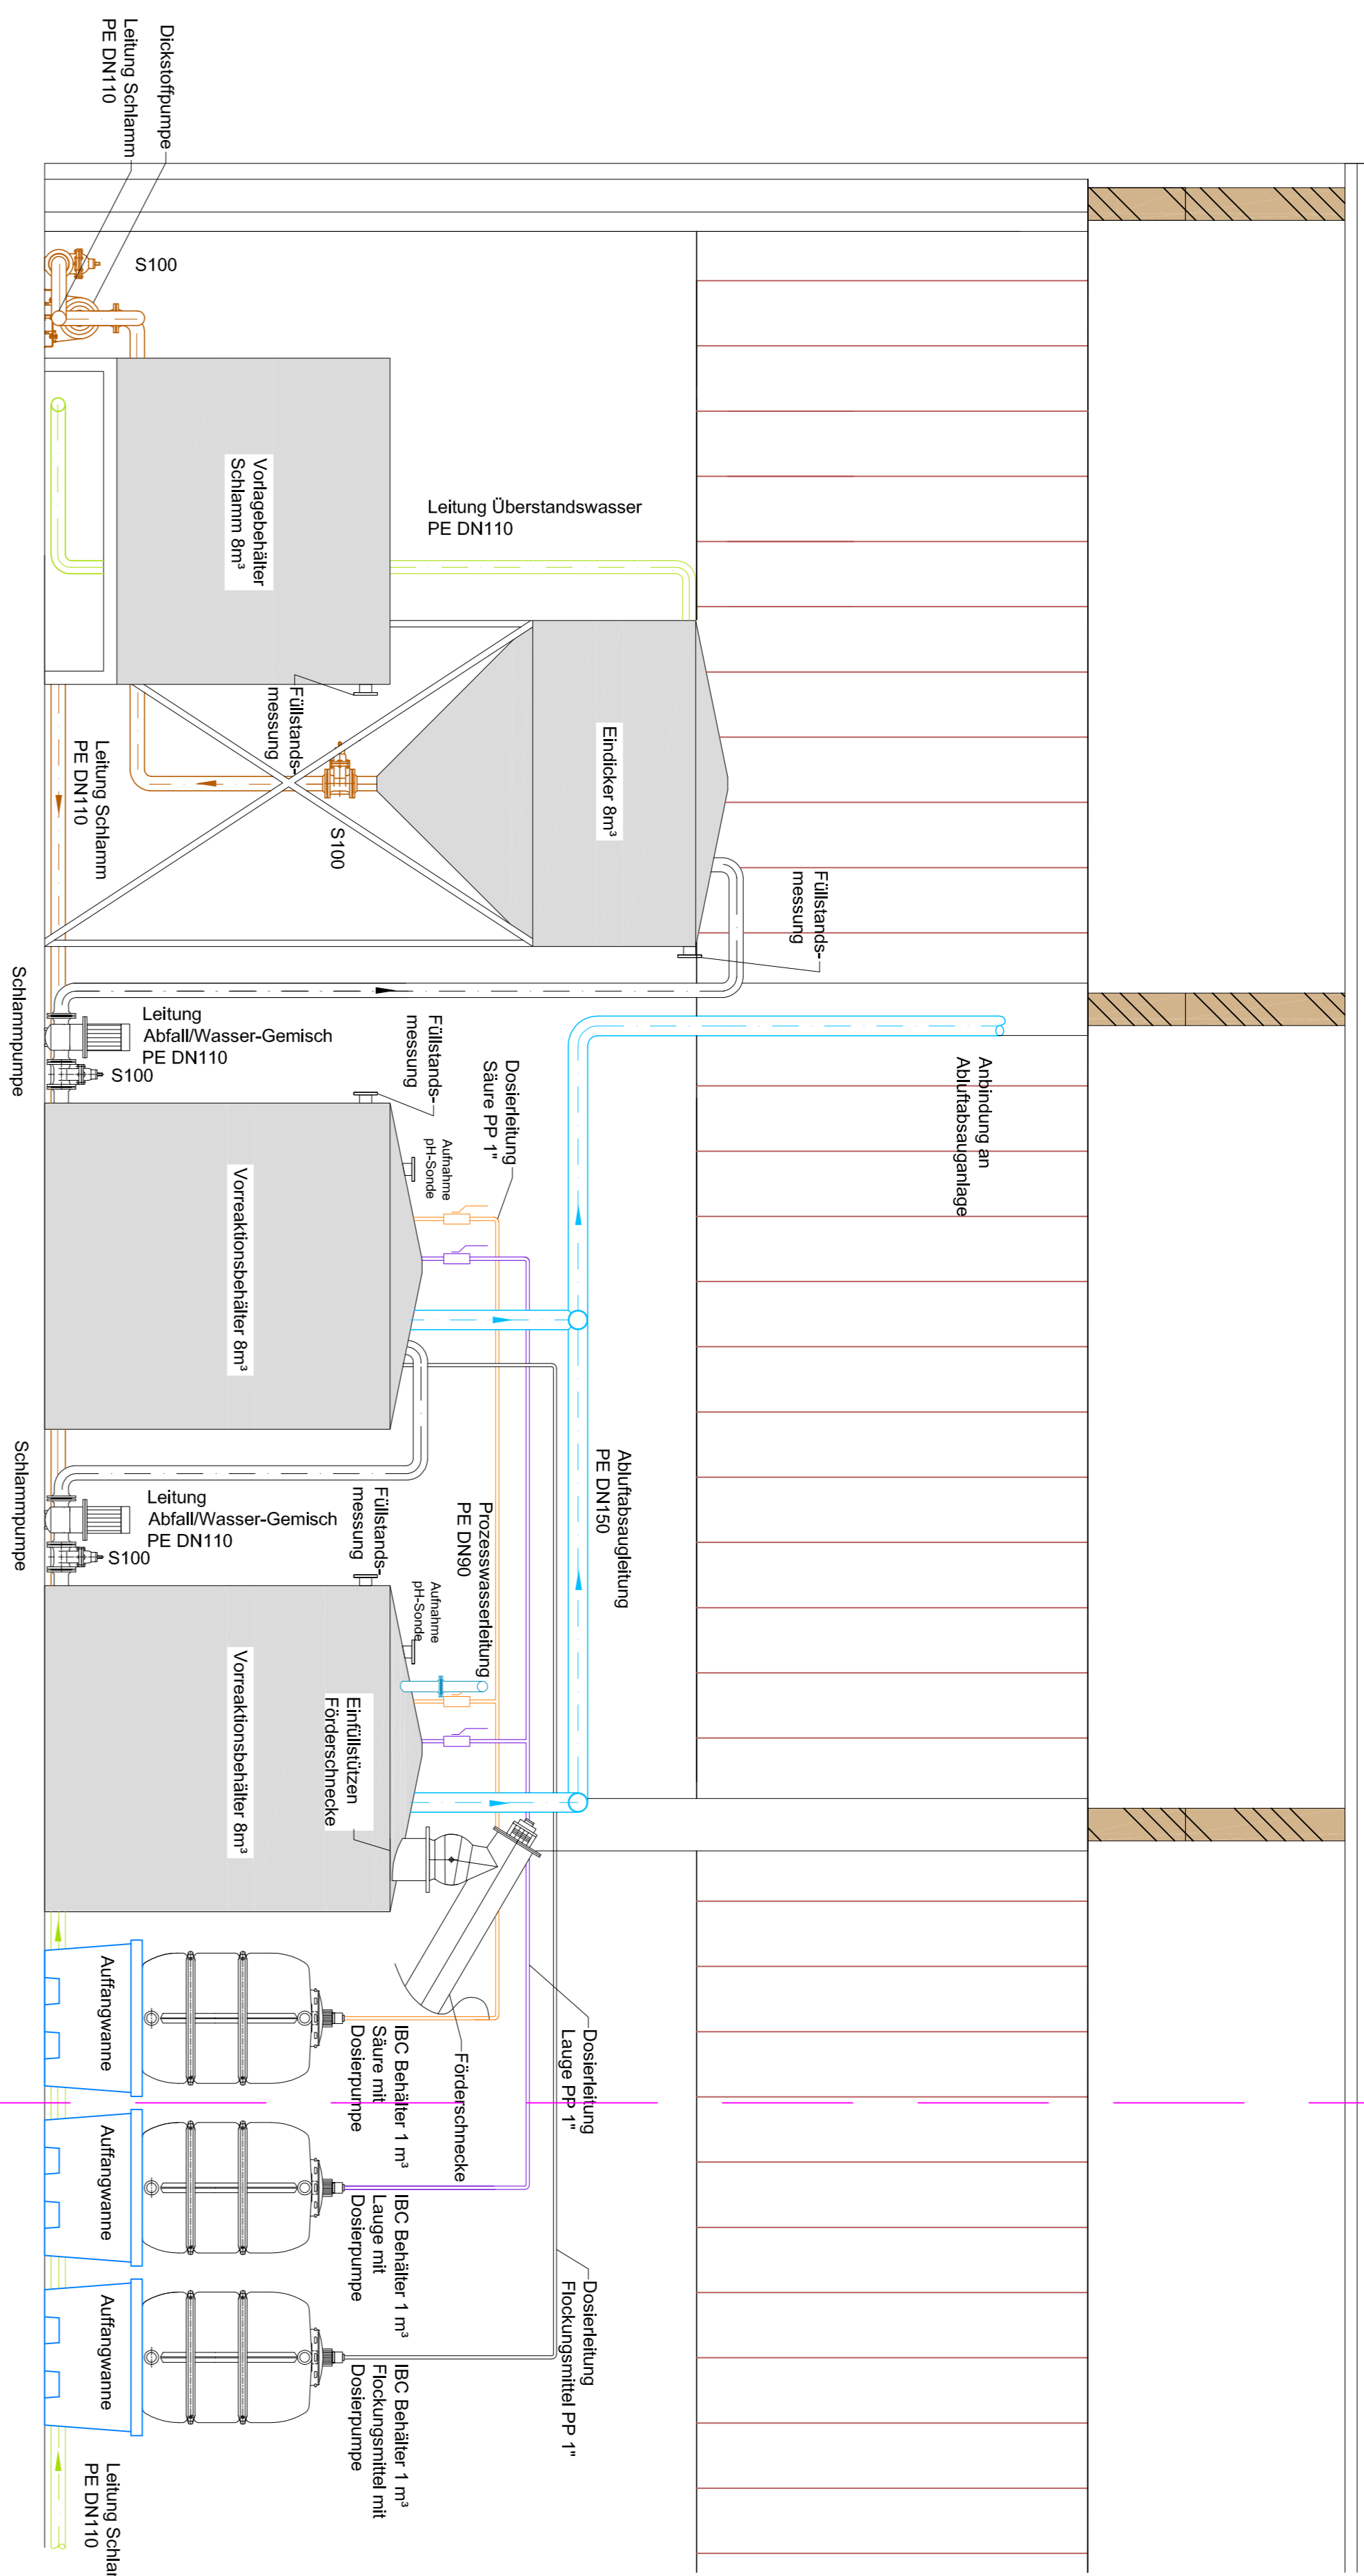 Dickstoffpumpe
Leitung Schlamm
PE DN110
S100
Vorlagebehälter
Schlamm 8m³
Leitung Überstandswasser
PE DN110
Füllstands-
messung
Leitung Schlamm
PE DN110
S100
Eindicker 8m³
Füllstands-
messung
Schlammpumpe
Leitung
Abfall/Wasser-Gemisch
PE DN110
S100
Füllstands-
messung
Aufnahme
pH-Sonde
Dosierleitung
Säure PP 1"
Anbindung an
Abluftabsauganlage
Vorreaktionsbehälter 8m³
Abluftabsaugleitung
PE DN150
Schlammpumpe
Leitung
Abfall/Wasser-Gemisch
PE DN110
S100
Füllstands-
messung
Aufnahme
pH-Sonde
Prozesswasserleitung
PE DN90
Vorreaktionsbehälter 8m³
Einfüllstützen
Förderschnecke
Förderschnecke
Dosierleitung
Lauge PP 1"
Dosierleitung
Flockungsmittel PP 1"
Auffangwanne
IBC Behälter 1 m³
Säure mit
Dosierpumpe
Auffangwanne
IBC Behälter 1 m³
Lauge mit
Dosierpumpe
Auffangwanne
IBC Behälter 1 m³
Flockungsmittel mit
Dosierpumpe
Leitung Schlam
PE DN110